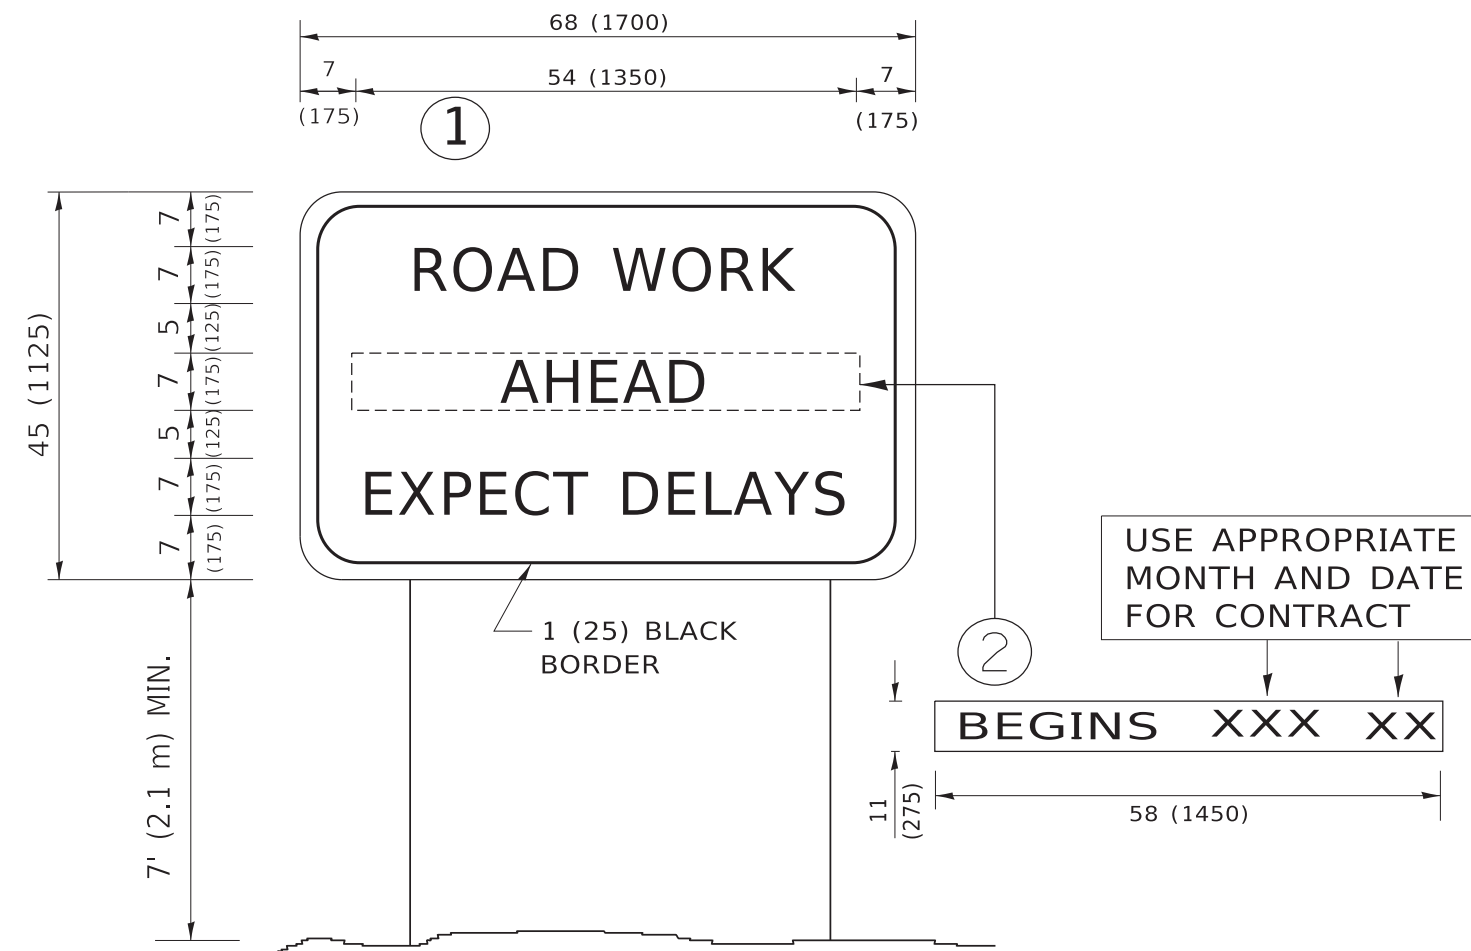 68 (1700)
7
54 (1350)
7
(175)
(175)
1
7
(175)
7
(175)
5
(125)
7
(175)
5
(125)
7
(175)
7
(175)
45 (1125)
ROAD WORK
AHEAD
EXPECT DELAYS
1 (25) BLACK
BORDER
7' (2.1 m) MIN.
2
USE APPROPRIATE
MONTH AND DATE
FOR CONTRACT
BEGINS XXX XX
11
(275)
58 (1450)